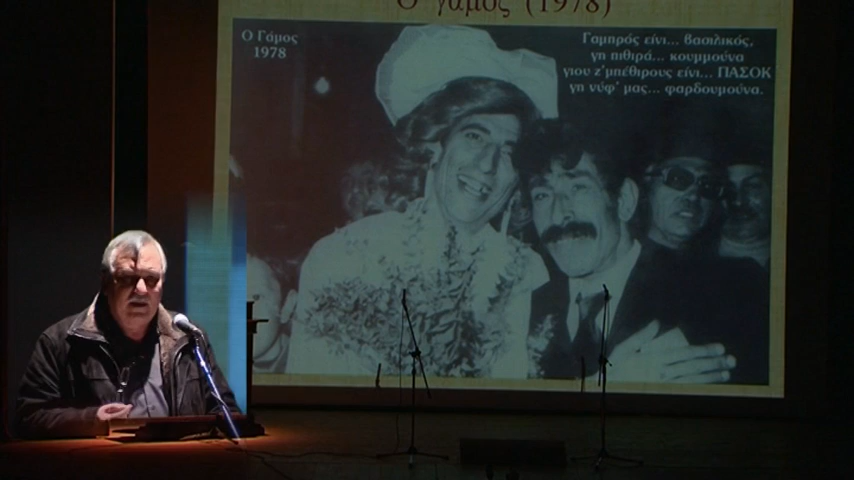 Ο γάμος (1978)
Ο Γάμος
1978
Γαμπρός είνι... βασιλικός,
γη πιθιρά... κουμμούνα
γιου ζ'μπέθιρους είνι... ΠΑΣΟΚ
γη νύφ' μας... φαρδουμούνα.